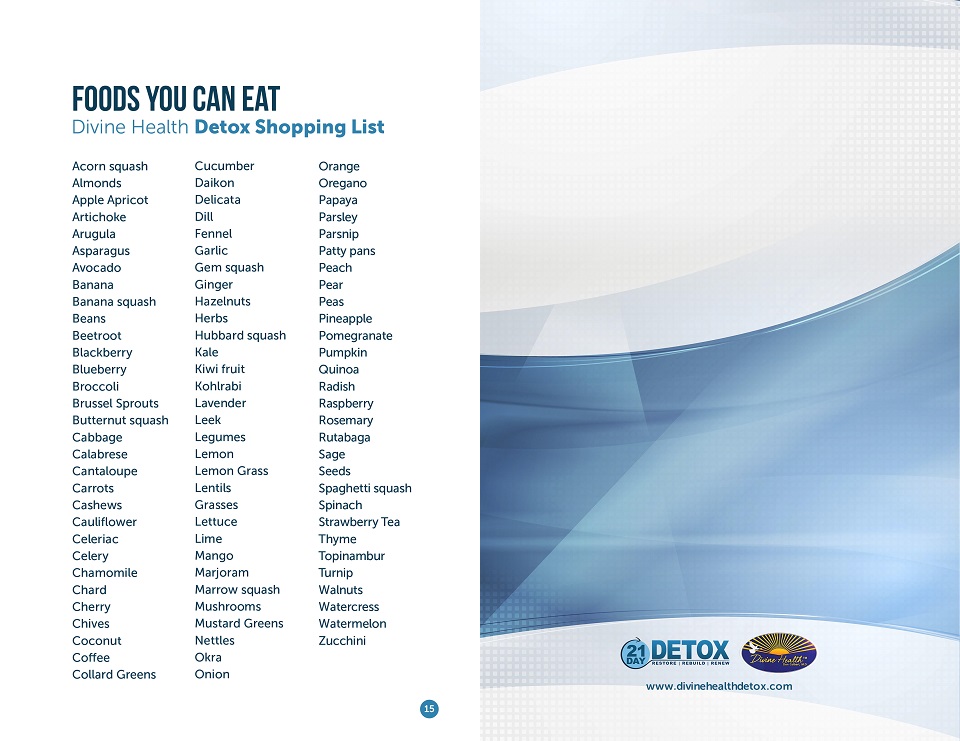 FOODS YOU CAN EAT
Divine Health Detox Shopping List
Acorn squash
Almonds
Apple Apricot
Artichoke
Arugula
Asparagus
Avocado
Banana
Banana squash
Beans
Beetroot
Blackberry
Blueberry
Broccoli
Brussel Sprouts
Butternut squash
Cabbage
Calabrese
Cantaloupe
Carrots
Cashews
Cauliflower
Celeriac
Celery
Chamomile
Chard
Cherry
Chives
Coconut
Coffee
Collard Greens
Cucumber
Daikon
Delicata
Dill
Fennel
Garlic
Gem squash
Ginger
Hazelnuts
Herbs
Hubbard squash
Kale
Kiwi fruit
Kohlrabi
Lavender
Leek
Legumes
Lemon
Lemon Grass
Lentils
Grasses
Lettuce
Lime
Mango
Marjoram
Marrow squash
Mushrooms
Mustard Greens
Nettles
Okra
Onion
Orange
Oregano
Papaya
Parsley
Parsnip
Patty pans
Peach
Pear
Peas
Pineapple
Pomegranate
Pumpkin
Quinoa
Radish
Raspberry
Rosemary
Rutabaga
Sage
Seeds
Spaghetti squash
Spinach
Strawberry Tea
Thyme
Topinambur
Turnip
Walnuts
Watercress
Watermelon
Zucchini
15
21 DAY DETOX
RESTORE | REBUILD | RENEW
Divine Health™
www.divinehealthdetox.com